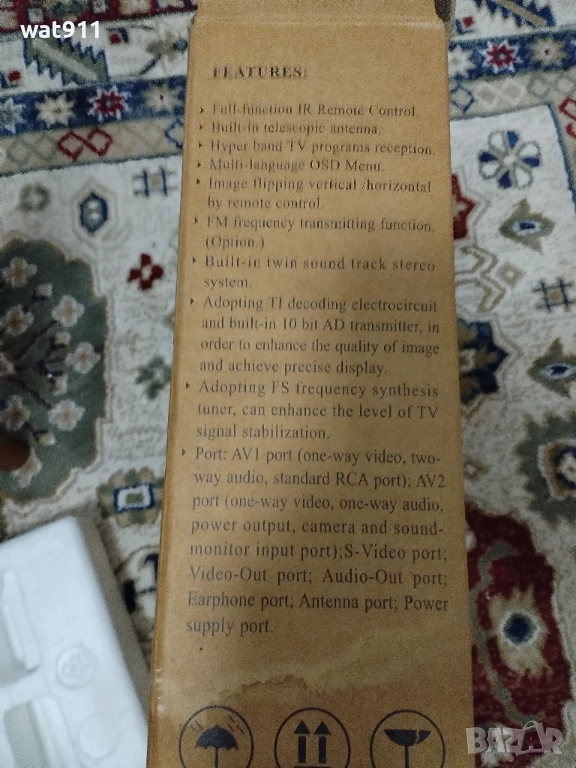 wat911
FEATURES:
▸ Full-function IR Remote Control.
▸ Built-in telescopic antenna.
▸ Hyper band TV programs reception.
▸ Multi-language OSD Menu.
▸ Image flipping vertical /horizontal
by remote control.
▸ FM frequency transmitting function.
(Option.)
▸ Built-in twin sound track stereo
system.
▸ Adopting TI decoding electrocircuit
and built-in 10 bit AD transmitter, in
order to enhance the quality of image
and achieve precise display.
▸ Adopting FS frequency synthesis
tuner, can enhance the level of TV
signal stabilization.
▸ Port: AV1 port (one-way video, two-
way audio, standard RCA port); AV2
port (one-way video, one-way audio,
power output, camera and sound-
monitor input port);S-Video port;
Video-Out port; Audio-Out port;
Earphone port; Antenna port; Power
supply port.
BAZAR